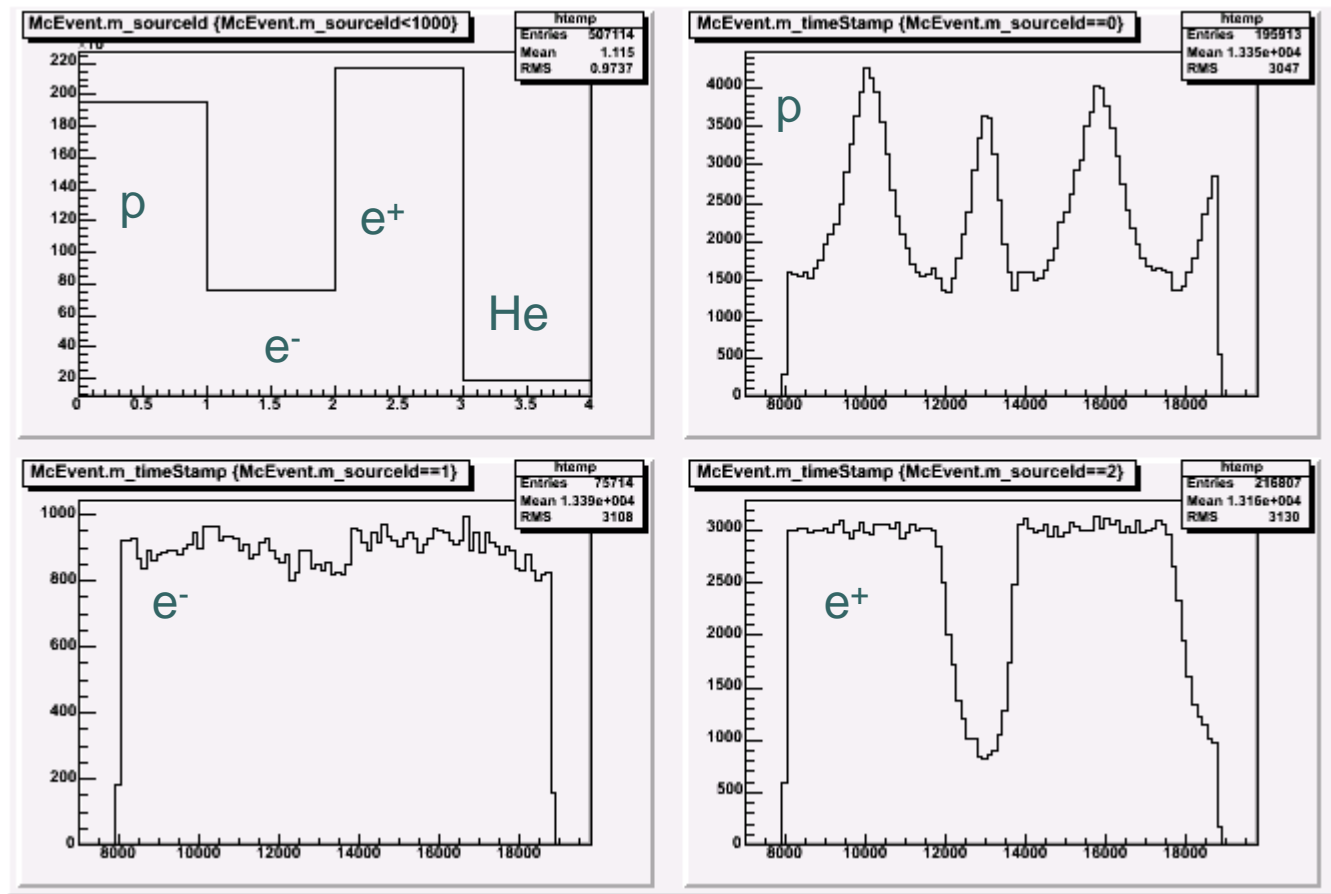 McEvent.m_sourceId {McEvent.m_sourceId<1000}
htemp
Entries 507114
Mean 1.115
RMS 0.9737
220
200
180
160
140
120
100
80
60
40
20
0 0.5 1 1.5 2 2.5 3 3.5 4
p
e-
e+
He
McEvent.m_timeStamp {McEvent.m_sourceId==0}
htemp
Entries 195913
Mean 1.335e+004
RMS 3047
4000
3500
3000
2500
2000
1500
1000
500
0
8000 10000 12000 14000 16000 18000
p
McEvent.m_timeStamp {McEvent.m_sourceId==1}
htemp
Entries 75714
Mean 1.339e+004
RMS 3108
1000
800
600
400
200
0
8000 10000 12000 14000 16000 18000
e-
McEvent.m_timeStamp {McEvent.m_sourceId==2}
htemp
Entries 216807
Mean 1.316e+004
RMS 3130
3000
2500
2000
1500
1000
500
0
8000 10000 12000 14000 16000 18000
e+